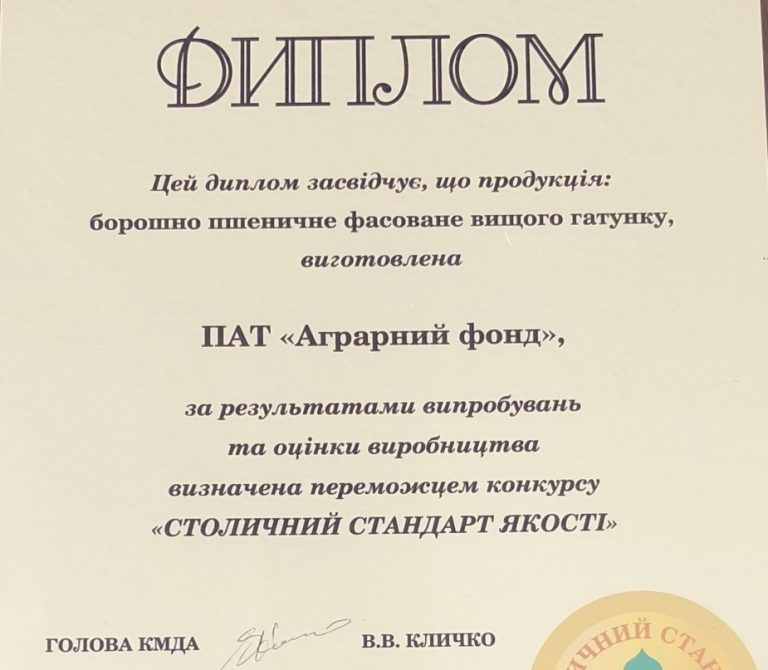 ДИПЛОМ
Цей диплом засвідчує, що продукція:
борошно пшеничне фасоване вищого гатунку,
виготовлена
ПАТ «Аграрний фонд»,
за результатами випробувань
та оцінки виробництва
визначена переможцем конкурсу
«СТОЛИЧНИЙ СТАНДАРТ ЯКОСТІ»
ГОЛОВА КМДА В.В. КЛИЧКО